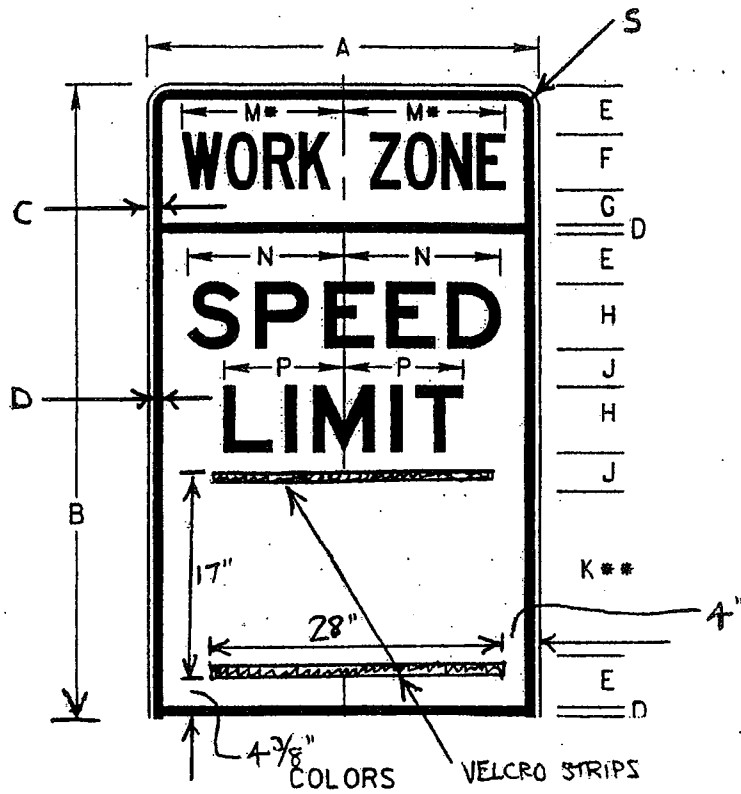 S
A
E
M* M*
F
WORK ZONE
C
G
D
N N
E
SPEED
H
P P
J
D
LIMIT
H
J
B
17"
K**
28"
4"
E
D
4 3/8"
COLORS
VELCRO STRIPS